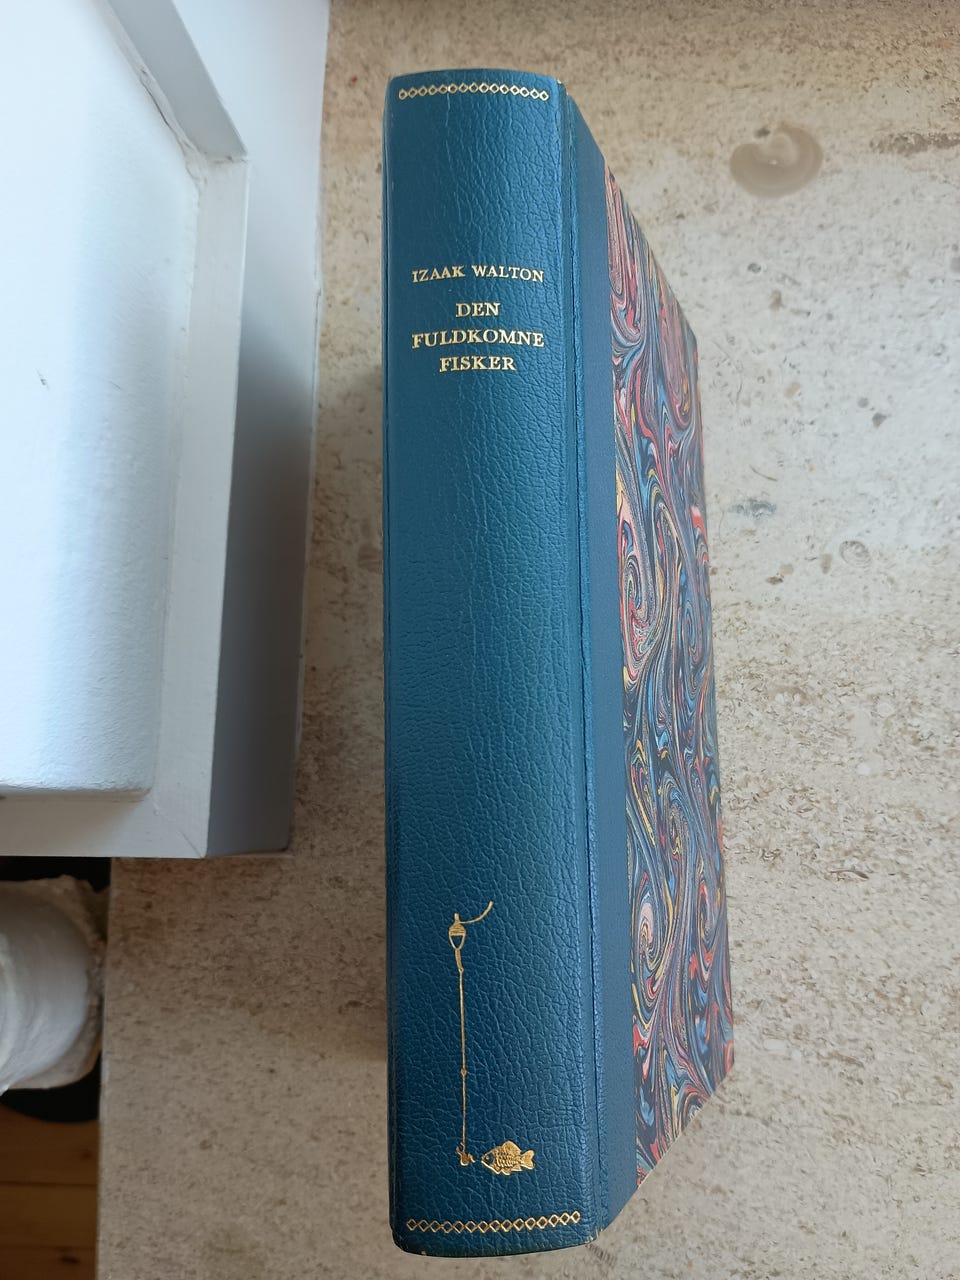 IZAAK WALTON
DEN
FULDKOMNE
FISKER